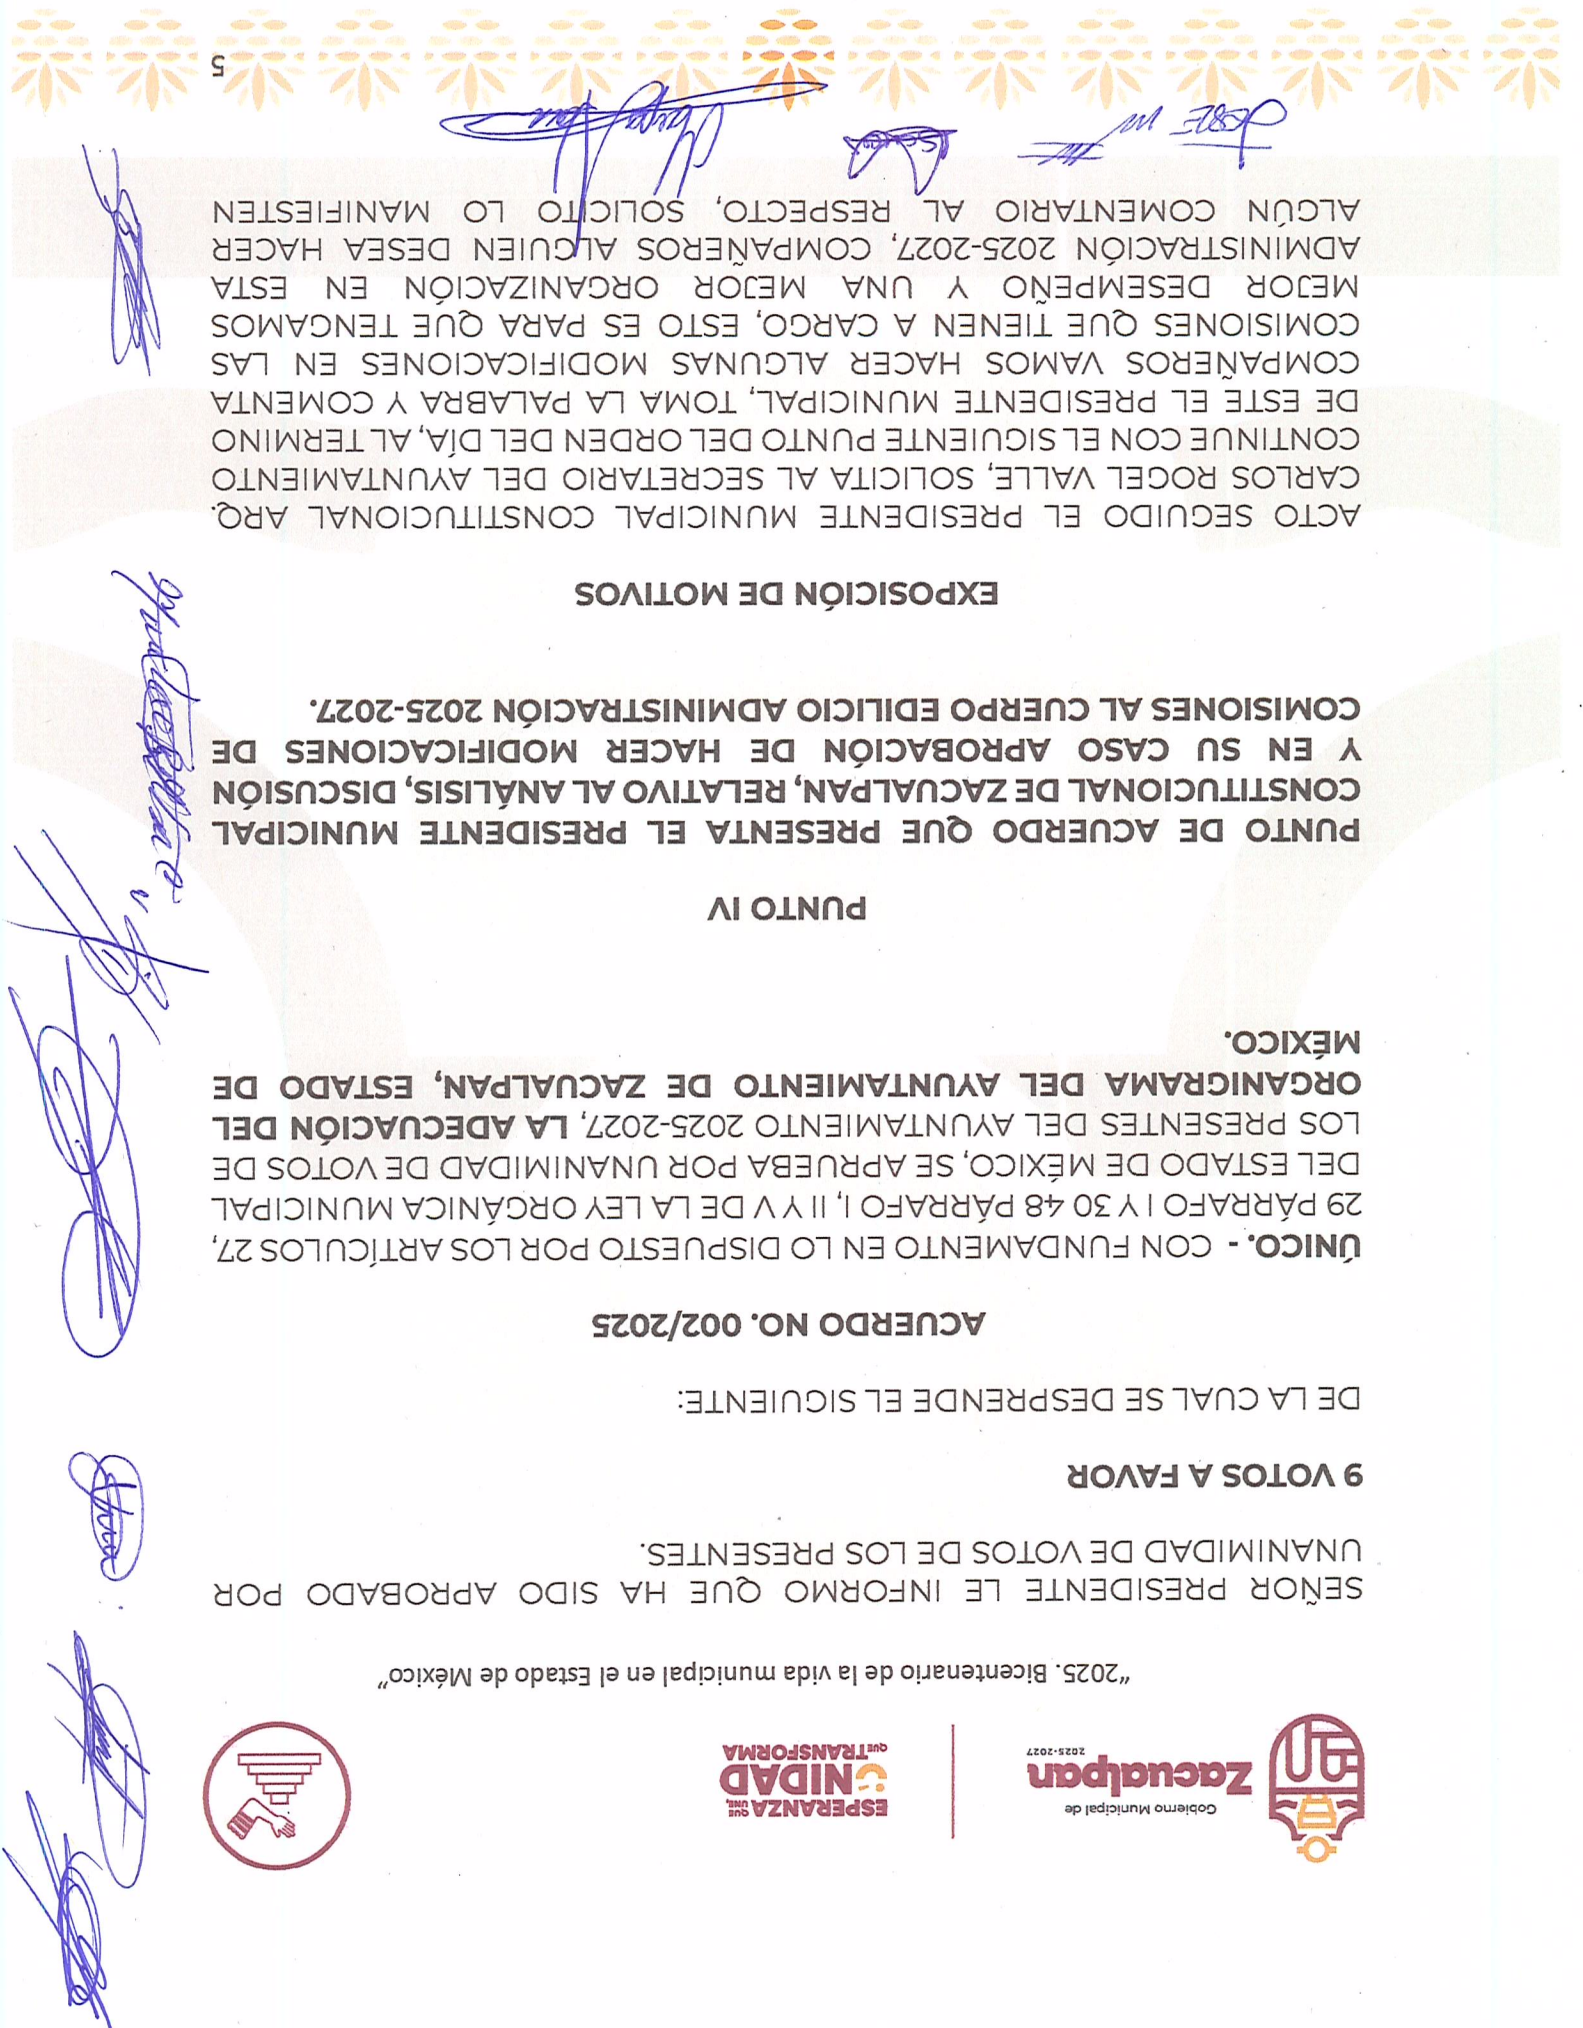 Gobierno Municipal de
Zacualpan
2025-2027
ESPERANZA QUE UNE,
UNIDAD
QUE TRANSFORMA
"2025. Bicentenario de la vida municipal en el Estado de México"
SEÑOR PRESIDENTE LE INFORMO QUE HA SIDO APROBADO POR
UNANIMIDAD DE VOTOS DE LOS PRESENTES.
9 VOTOS A FAVOR
DE LA CUAL SE DESPRENDE EL SIGUIENTE:
ACUERDO NO. 002/2025
ÚNICO. - CON FUNDAMENTO EN LO DISPUESTO POR LOS ARTÍCULOS 27,
29 PÁRRAFO I Y 30 48 PÁRRAFO I, II Y V DE LA LEY ORGÁNICA MUNICIPAL
DEL ESTADO DE MÉXICO, SE APRUEBA POR UNANIMIDAD DE VOTOS DE
LOS PRESENTES DEL AYUNTAMIENTO 2025-2027, LA ADECUACIÓN DEL
ORGANIGRAMA DEL AYUNTAMIENTO DE ZACUALPAN, ESTADO DE
MÉXICO.
PUNTO IV
PUNTO DE ACUERDO QUE PRESENTA EL PRESIDENTE MUNICIPAL
CONSTITUCIONAL DE ZACUALPAN, RELATIVO AL ANÁLISIS, DISCUSIÓN
Y EN SU CASO APROBACIÓN DE HACER MODIFICACIONES DE
COMISIONES AL CUERPO EDILICIO ADMINISTRACIÓN 2025-2027.
EXPOSICIÓN DE MOTIVOS
ACTO SEGUIDO EL PRESIDENTE MUNICIPAL CONSTITUCIONAL ARQ.
CARLOS ROGEL VALLE, SOLICITA AL SECRETARIO DEL AYUNTAMIENTO
CONTINUE CON EL SIGUIENTE PUNTO DEL ORDEN DEL DÍA, AL TERMINO
DE ESTE EL PRESIDENTE MUNICIPAL, TOMA LA PALABRA Y COMENTA
COMPAÑEROS VAMOS HACER ALGUNAS MODIFICACIONES EN LAS
COMISIONES QUE TIENEN A CARGO, ESTO ES PARA QUE TENGAMOS
MEJOR DESEMPEÑO Y UNA MEJOR ORGANIZACIÓN EN ESTA
ADMINISTRACIÓN 2025-2027, COMPAÑEROS ALGUIEN DESEA HACER
ALGÚN COMENTARIO AL RESPECTO, SOLICITO LO MANIFIESTEN
5